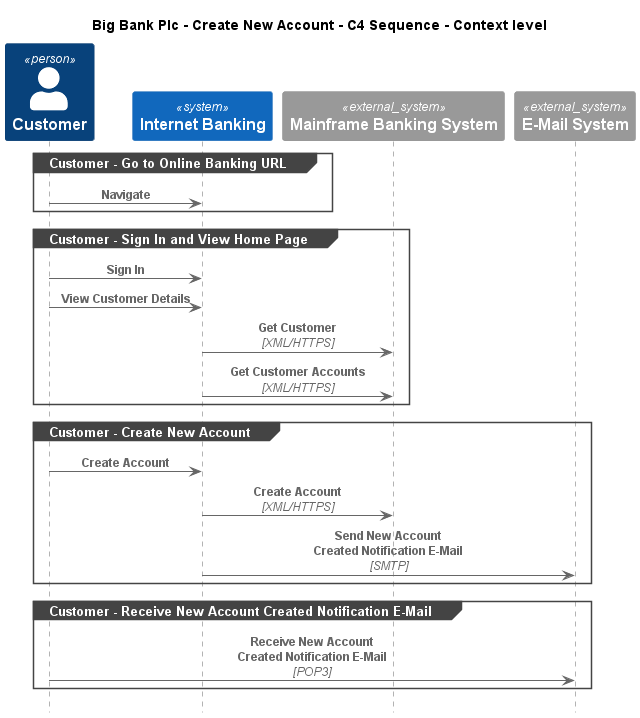 Big Bank Plc - Create New Account - C4 Sequence - Context level
«person»
Customer
«system»
Internet Banking
«external_system»
Mainframe Banking System
«external_system»
E-Mail System
Customer - Go to Online Banking URL
Navigate
Customer - Sign In and View Home Page
Sign In
View Customer Details
Get Customer
[XML/HTTPS]
Get Customer Accounts
[XML/HTTPS]
Customer - Create New Account
Create Account
Create Account
[XML/HTTPS]
Send New Account
Created Notification E-Mail
[SMTP]
Customer - Receive New Account Created Notification E-Mail
Receive New Account
Created Notification E-Mail
[POP3]